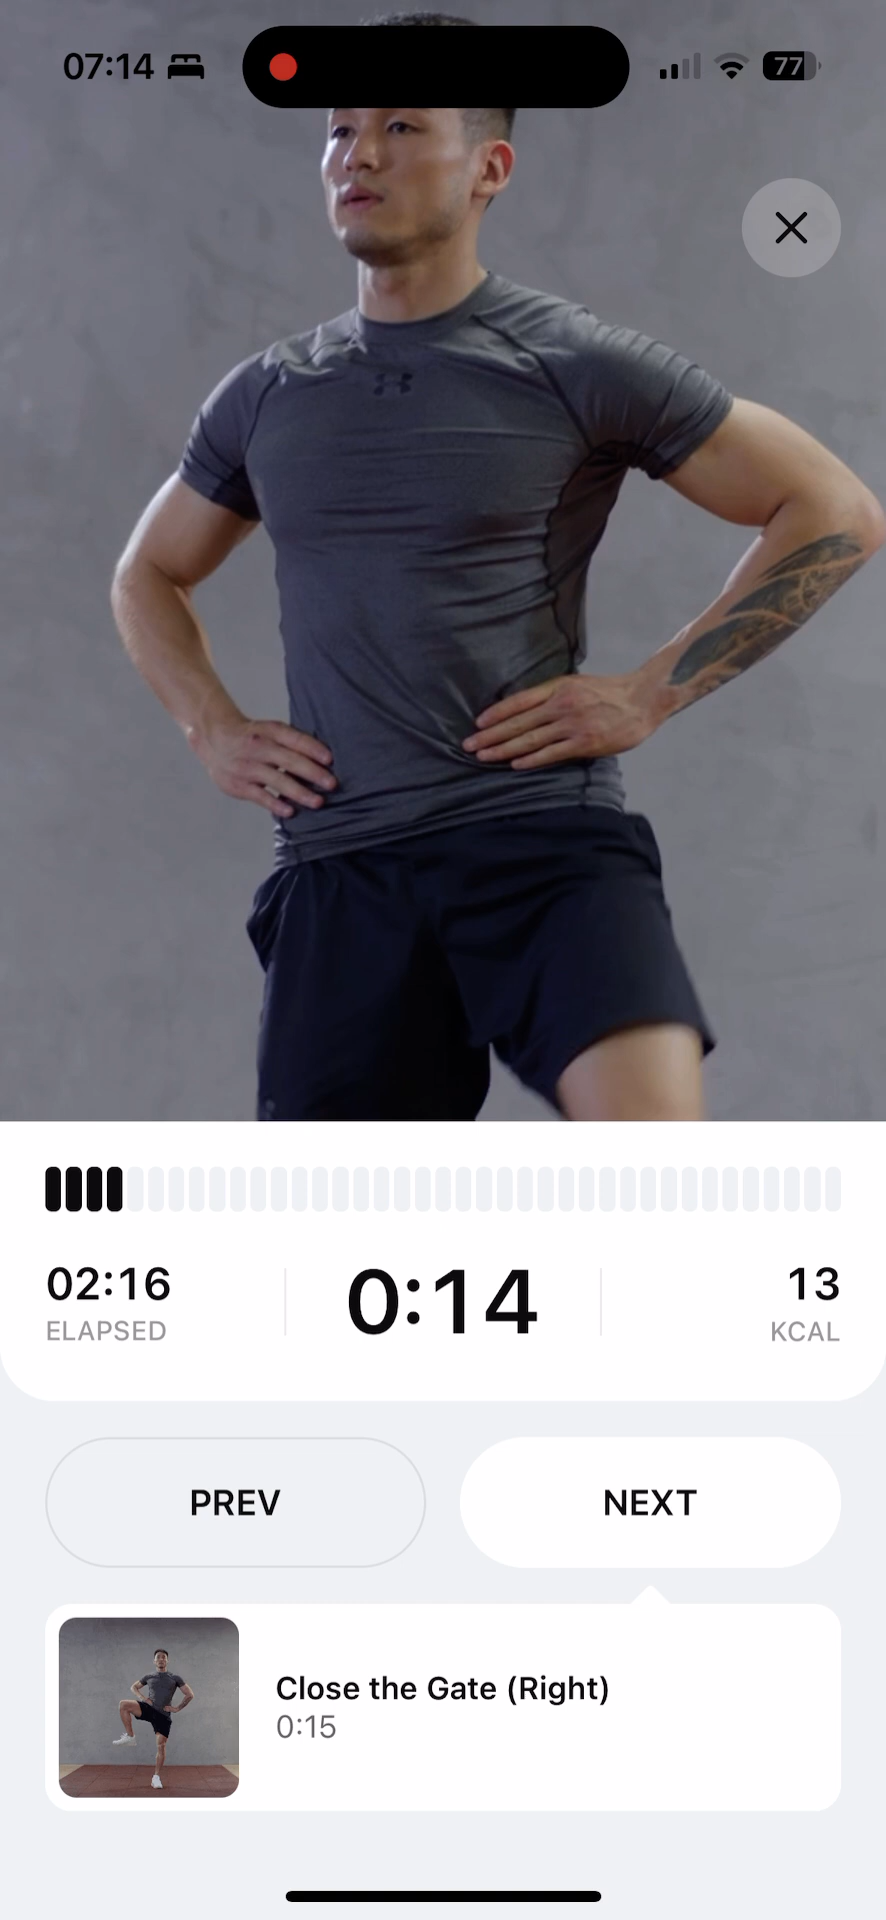 07:14
77
02:16
ELAPSED
0:14
13
KCAL
PREV
NEXT
Close the Gate (Right)
0:15